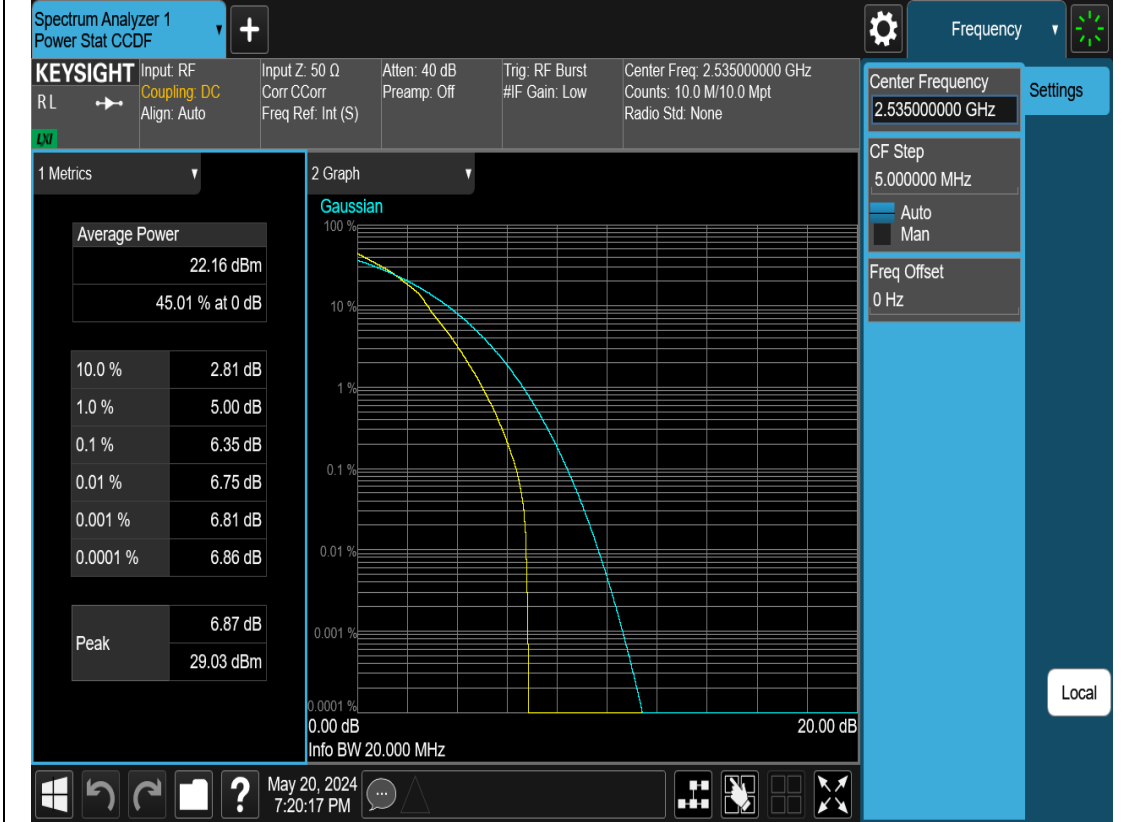 Spectrum Analyzer 1
Power Stat CCDF
Frequency
KEYSIGHT
RL
LXI
Input: RF
Coupling: DC
Align: Auto
Input Z: 50 Ω
Corr CCorr
Freq Ref: Int (S)
Atten: 40 dB
Preamp: Off
Trig: RF Burst
#IF Gain: Low
Center Freq: 2.535000000 GHz
Counts: 10.0 M/10.0 Mpt
Radio Std: None
Center Frequency
2.535000000 GHz
Settings
CF Step
5.000000 MHz
Auto
Man
Freq Offset
0 Hz
Local
1 Metrics
Average Power
22.16 dBm
45.01 % at 0 dB
10.0 % 2.81 dB
1.0 % 5.00 dB
0.1 % 6.35 dB
0.01 % 6.75 dB
0.001 % 6.81 dB
0.0001 % 6.86 dB
Peak
6.87 dB
29.03 dBm
2 Graph
Gaussian
100 %
10 %
1 %
0.1 %
0.01 %
0.001 %
0.0001 %
0.00 dB 20.00 dB
Info BW 20.000 MHz
?
May 20, 2024
7:20:17 PM